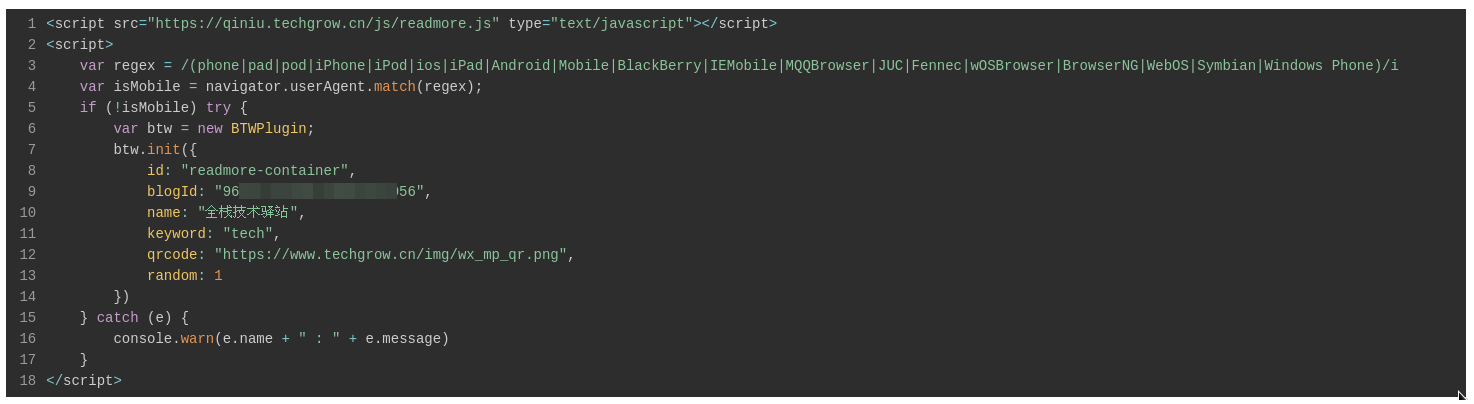 1 <script src="https://qiniu.techgrow.cn/js/readmore.js" type="text/javascript"></script>
2 <script>
3     var regex = /(phone|pad|pod|iPhone|iPod|ios|iPad|Android|Mobile|BlackBerry|IEMobile|MQQBrowser|JUC|Fennec|wOSBrowser|BrowserNG|WebOS|Symbian|Windows Phone)/i
4     var isMobile = navigator.userAgent.match(regex);
5     if (!isMobile) try {
6         var btw = new BTWPlugin;
7         btw.init({
8             id: "readmore-container",
9             blogId: "96 56",
10             name: "全栈技术驿站",
11             keyword: "tech",
12             qrcode: "https://www.techgrow.cn/img/wx_mp_qr.png",
13             random: 1
14         })
15     } catch (e) {
16         console.warn(e.name + " : " + e.message)
17     }
18 </script>